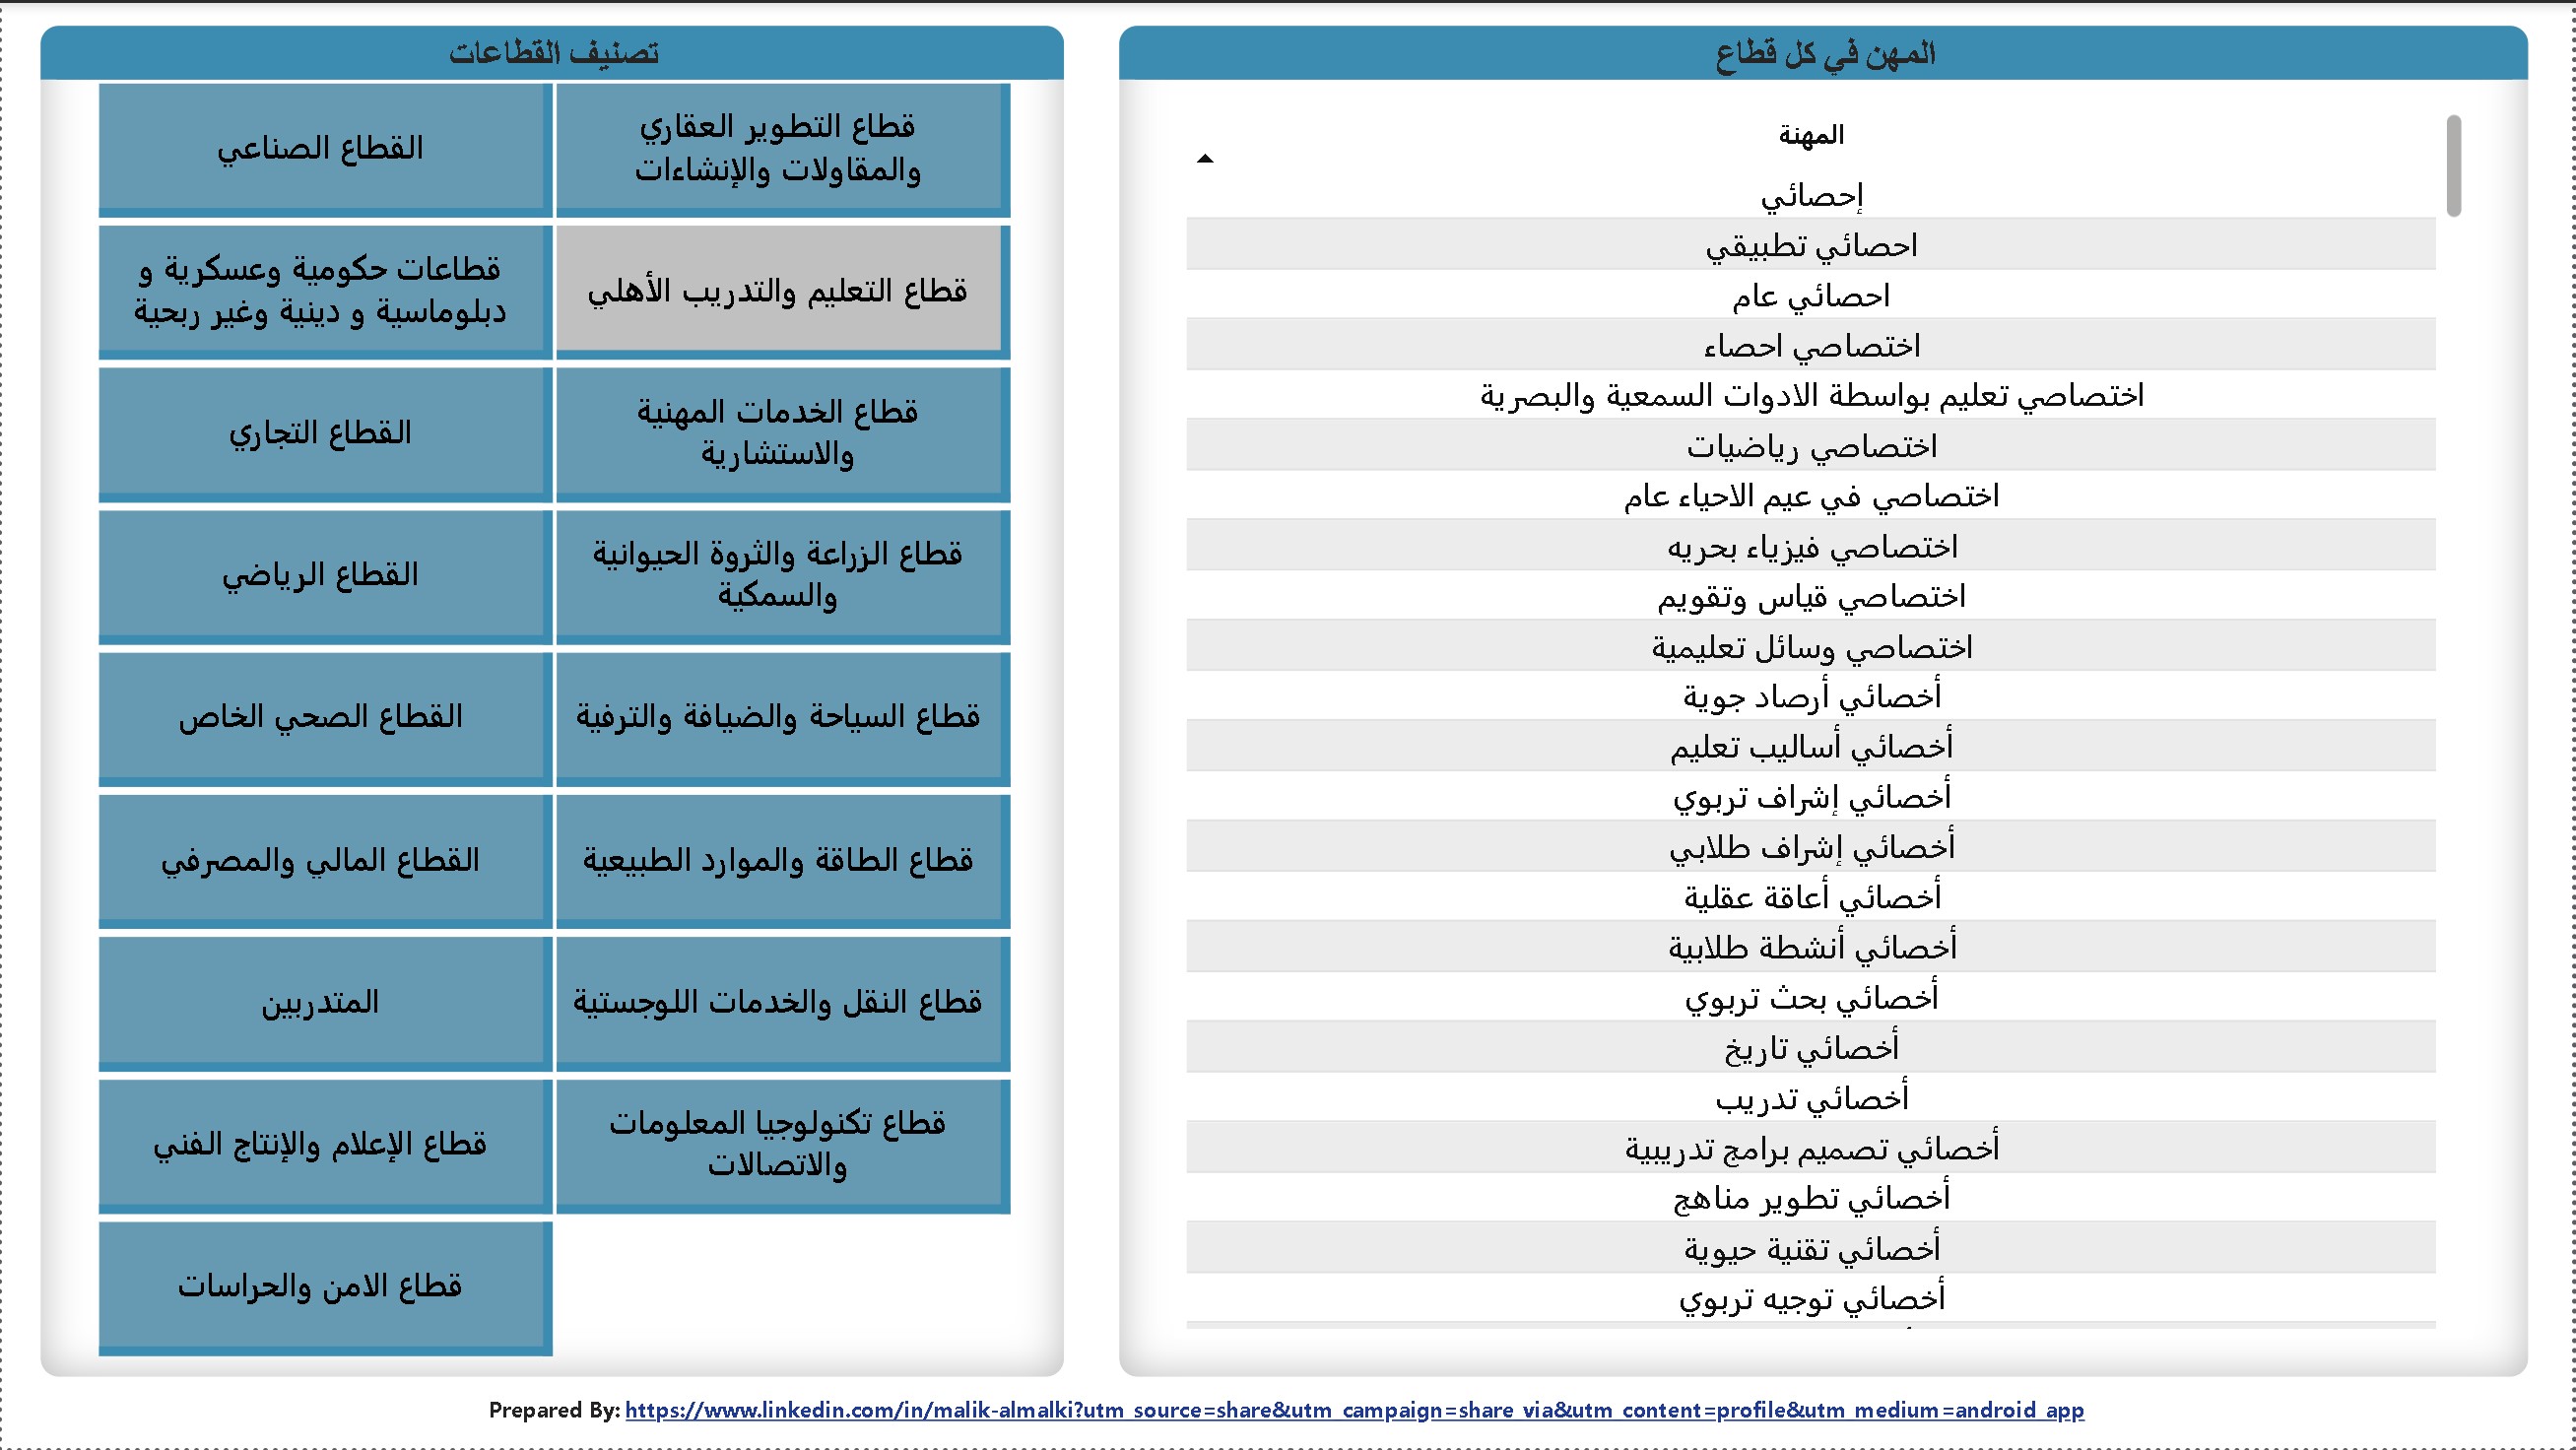 المهن في كل قطاع
المهنة
إحصائي
احصائي تطبيقي
احصائي عام
اختصاصي احصاء
اختصاصي تعليم بواسطة الادوات السمعية والبصرية
اختصاصي رياضيات
اختصاصي في عيم الاحياء عام
اختصاصي فيزياء بحريه
اختصاصي قياس وتقويم
اختصاصي وسائل تعليمية
أخصائي أرصاد جوية
أخصائي أساليب تعليم
أخصائي إشراف تربوي
أخصائي إشراف طلابي
أخصائي أعاقة عقلية
أخصائي أنشطة طلابية
أخصائي بحث تربوي
أخصائي تاريخ
أخصائي تدريب
أخصائي تصميم برامج تدريبية
أخصائي تطوير مناهج
أخصائي تقنية حيوية
أخصائي توجيه تربوي
تصنيف القطاعات
قطاع التطوير العقاري
والمقاولات والإنشاءات
القطاع الصناعي
قطاع التعليم والتدريب الأهلي
قطاعات حكومية وعسكرية و
دبلوماسية و دينية وغير ربحية
قطاع الخدمات المهنية
والاستشارية
القطاع التجاري
قطاع الزراعة والثروة الحيوانية
والسمكية
القطاع الرياضي
قطاع السياحة والضيافة والترفية
القطاع الصحي الخاص
قطاع الطاقة والموارد الطبيعية
القطاع المالي والمصرفي
قطاع النقل والخدمات اللوجستية
المتدربين
قطاع تكنولوجيا المعلومات
والاتصالات
قطاع الإعلام والإنتاج الفني
قطاع الامن والحراسات
Prepared By: https://www.linkedin.com/in/malik-almalki?utm_source=share&utm_campaign=share_via&utm_content=profile&utm_medium=android_app